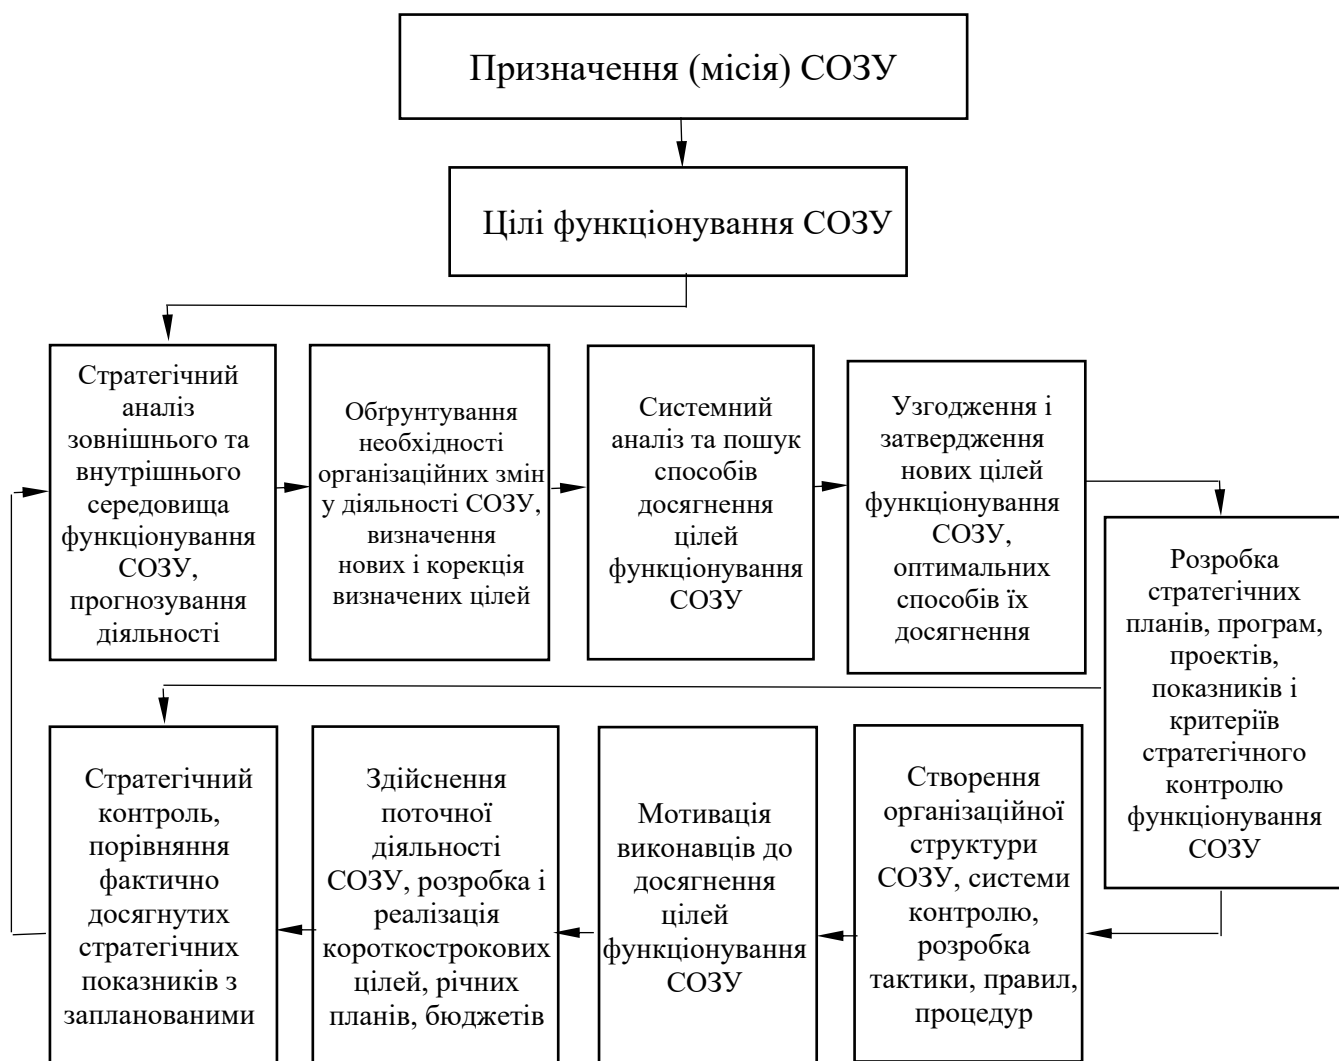 Призначення (місія) СОЗУ
Цілі функціонування СОЗУ
Стратегічний
аналіз
зовнішнього та
внутрішнього
середовища
функціонування
СОЗУ,
прогнозування
діяльності
Обґрунтування
необхідності
організаційних змін
у діяльності СОЗУ,
визначення
нових і корекція
визначених цілей
Системний
аналіз та пошук
способів
досягнення
цілей
функціонування
СОЗУ
Узгодження і
затвердження
нових цілей
функціонування
СОЗУ,
оптимальних
способів їх
досягнення
Розробка
стратегічних
планів, програм,
проектів,
показників і
критеріїв
стратегічного
контролю
функціонування
СОЗУ
Стратегічний
контроль,
порівняння
фактично
досягнутих
стратегічних
показників з
запланованими
Здійснення
поточної
діяльності
СОЗУ, розробка і
реалізація
короткострокових
цілей, річних
планів, бюджетів
Мотивація
виконавців до
досягнення
цілей
функціонування
СОЗУ
Створення
організаційної
структури
СОЗУ, системи
контролю,
розробка
тактики, правил,
процедур